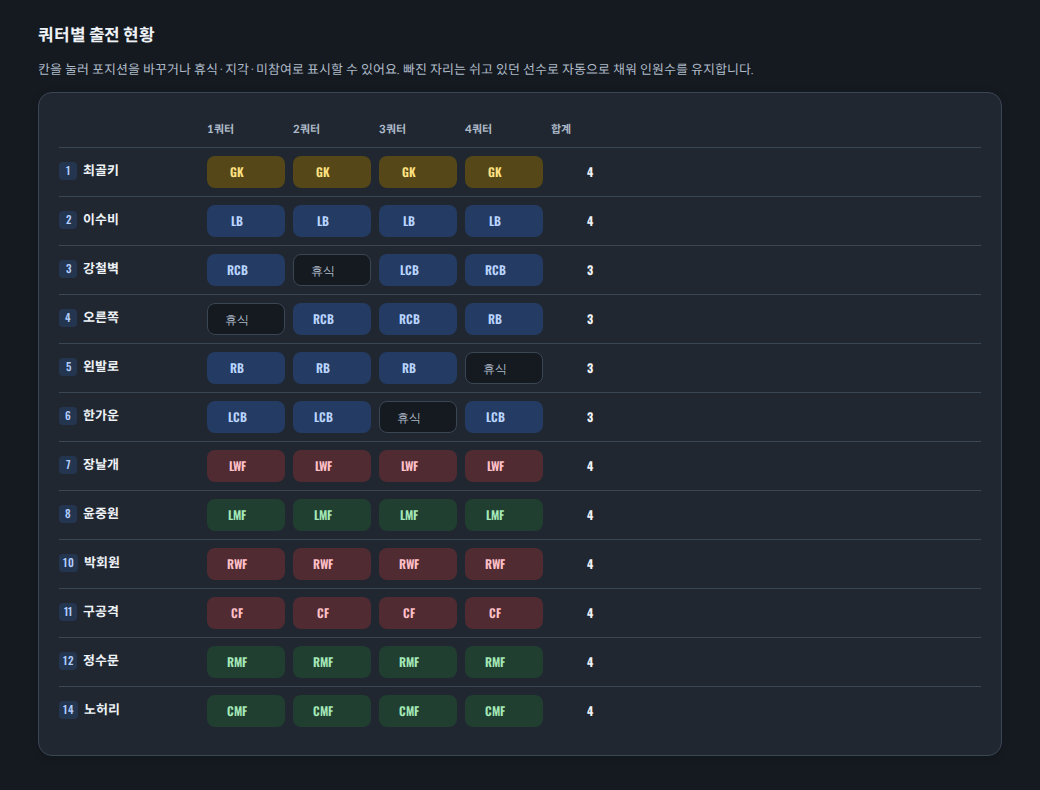 쿼터별 출전 현황
칸을 눌러 포지션을 바꾸거나 휴식·지각·미참여로 표시할 수 있어요. 빠진 자리는 쉬고 있던 선수로 자동으로 채워 인원수를 유지합니다.
1쿼터 2쿼터 3쿼터 4쿼터 합계
1 최골키 GK GK GK GK 4
2 이수비 LB LB LB LB 4
3 강철벽 RCB 휴식 LCB RCB 3
4 오른쪽 휴식 RCB RCB RB 3
5 왼발로 RB RB RB 휴식 3
6 한가운 LCB LCB 휴식 LCB 3
7 장날개 LWF LWF LWF LWF 4
8 윤중원 LMF LMF LMF LMF 4
10 박회원 RWF RWF RWF RWF 4
11 구공격 CF CF CF CF 4
12 정수문 RMF RMF RMF RMF 4
14 노허리 CMF CMF CMF CMF 4